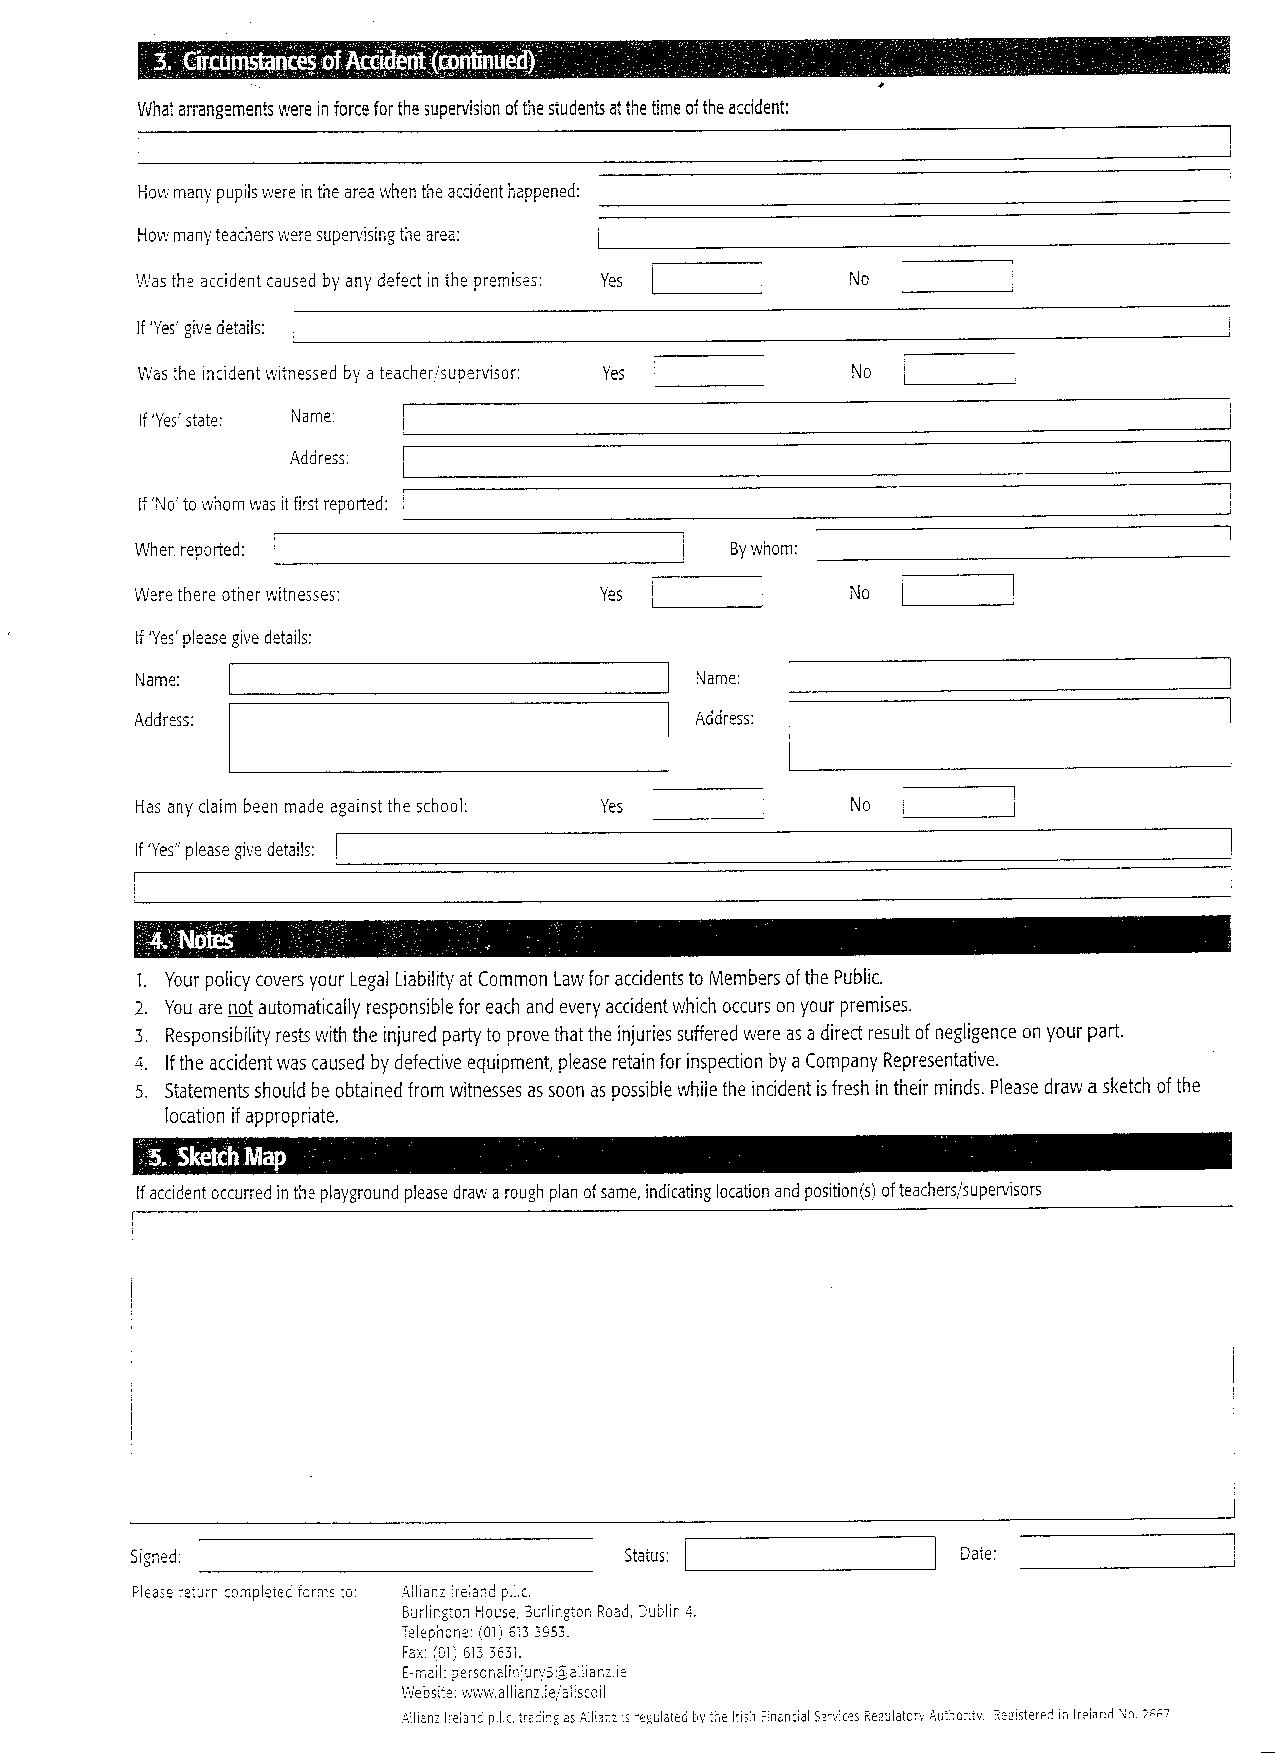 3. Circumstances of Accident (continued)
What arrangements were in force for the supervision of the students at the time of the accident:
How many pupils were in the area when the accident happened:
How many teachers were supervising the area:
Was the accident caused by any defect in the premises: Yes No
If 'Yes' give details:
Was the incident witnessed by a teacher/supervisor: Yes No
If 'Yes' state: Name:
Address:
If 'No' to whom was it first reported:
When reported: By whom:
Were there other witnesses: Yes No
If 'Yes' please give details:
Name: Name:
Address: Address:
Has any claim been made against the school: Yes No
If 'Yes" please give details:
4. Notes
1. Your policy covers your Legal Liability at Common Law for accidents to Members of the Public.
2. You are not automatically responsible for each and every accident which occurs on your premises.
3. Responsibility rests with the injured party to prove that the injuries suffered were as a direct result of negligence on your part.
4. If the accident was caused by defective equipment, please retain for inspection by a Company Representative.
5. Statements should be obtained from witnesses as soon as possible while the incident is fresh in their minds. Please draw a sketch of the
location if appropriate.
5. Sketch Map
If accident occurred in the playground please draw a rough plan of same, indicating location and position(s) of teachers/supervisors
Signed: Status: Date:
Please return completed forms to: Allianz Ireland p.l.c.
Burlington House, Burlington Road, Dublin 4.
Telephone: (01) 613 3953.
Fax: (01) 613 3631.
E-mail:
Website: www.allianz.ie/aliscoil
Allianz Ireland p.l.c. trading as Allianz is regulated by the Irish Financial Services Regulatory Authority. Registered in Ireland No.